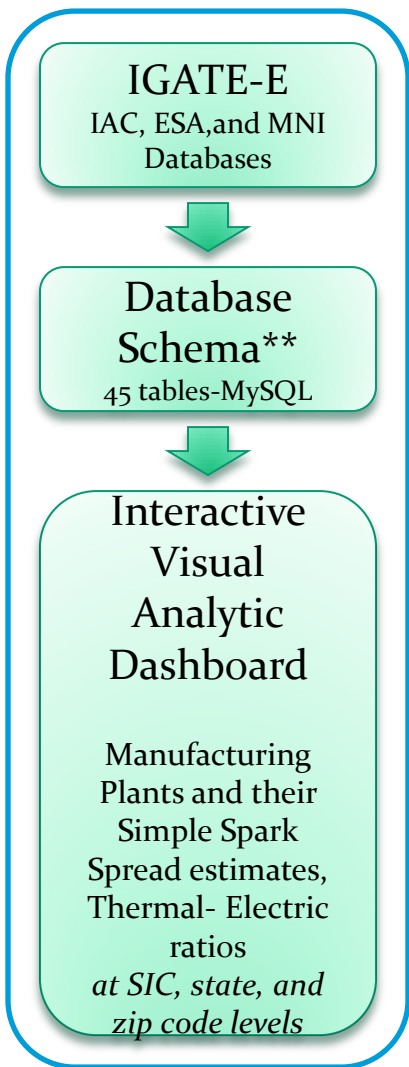 IGATE-E
IAC, ESA,and MNI
Databases
Database
Schema**
45 tables-MySQL
Interactive
Visual
Analytic
Dashboard
Manufacturing
Plants and their
Simple Spark
Spread estimates,
Thermal- Electric
ratios
at SIC, state, and
zip code levels